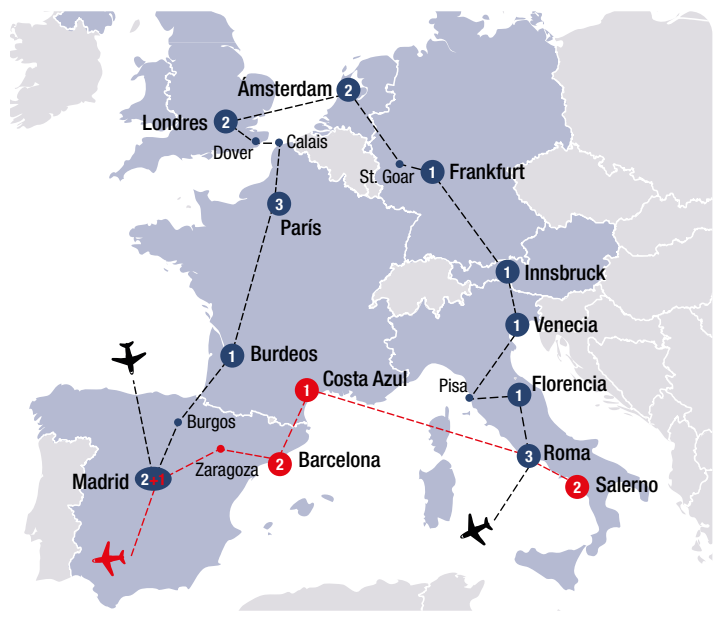 Ámsterdam
2
Londres
2
Dover
Calais
St. Goar
1
Frankfurt
3
París
1
Innsbruck
1
Venecia
1
Burdeos
Costa Azul
1
Pisa
1
Florencia
Burgos
3
Roma
Barcelona
2
Zaragoza
Madrid
2+1
2
Salerno